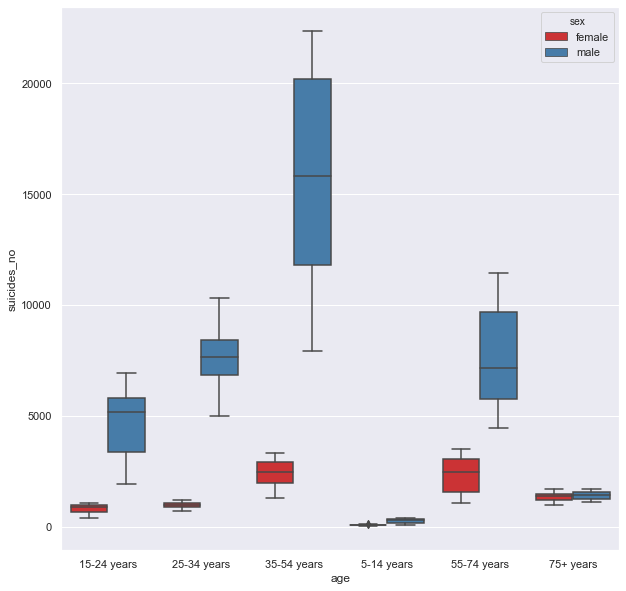 sex
female
male
20000
15000
10000
5000
0
suicides_no
15-24 years
25-34 years
35-54 years
5-14 years
55-74 years
75+ years
age